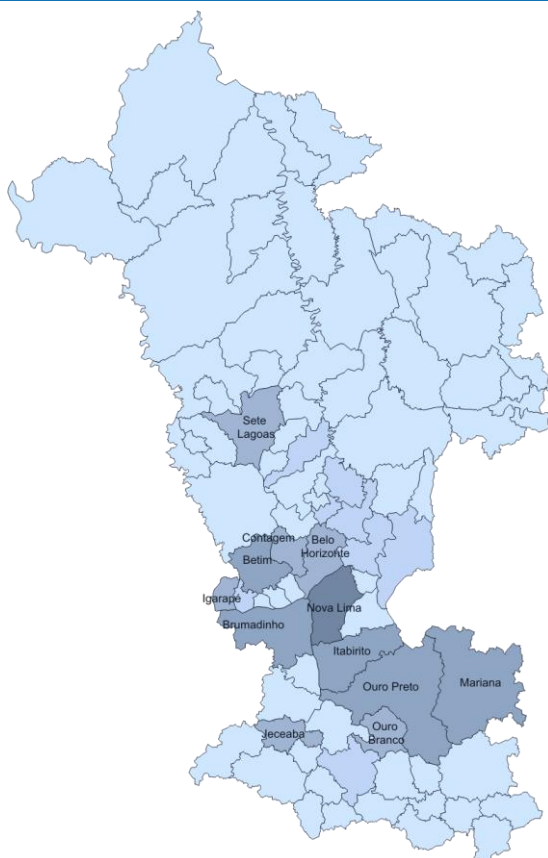 Sete
Lagoas
Contagem
Belo
Horizonte
Betim
Igarapé
Nova Lima
Brumadinho
Itabirito
Ouro Preto
Mariana
Jeceaba
Ouro
Branco